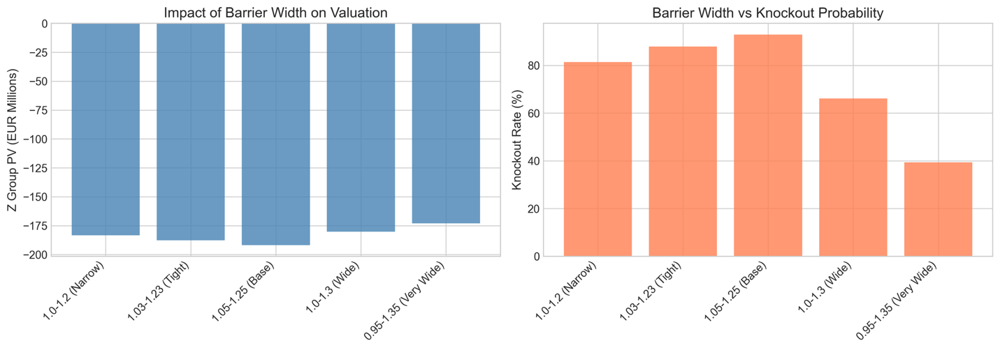 Impact of Barrier Width on Valuation
Z Group PV (EUR Millions)
0
−25
−50
−75
−100
−125
−150
−175
−200
1.0-1.2 (Narrow)
1.03-1.23 (Tight)
1.05-1.25 (Base)
1.0-1.3 (Wide)
0.95-1.35 (Very Wide)
Barrier Width vs Knockout Probability
Knockout Rate (%)
80
60
40
20
0
1.0-1.2 (Narrow)
1.03-1.23 (Tight)
1.05-1.25 (Base)
1.0-1.3 (Wide)
0.95-1.35 (Very Wide)